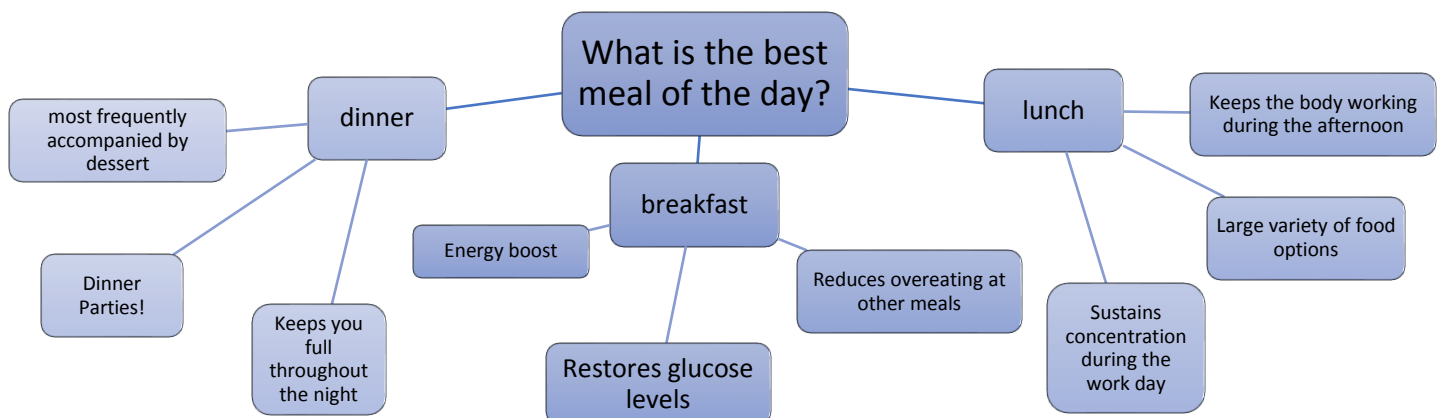 What is the best
meal of the day?
dinner
most frequently
accompanied by
dessert
Dinner
Parties!
Keeps you
full
throughout
the night
breakfast
Energy boost
Restores glucose
levels
Reduces overeating at
other meals
lunch
Keeps the body working
during the afternoon
Large variety of food
options
Sustains
concentration
during the
work day